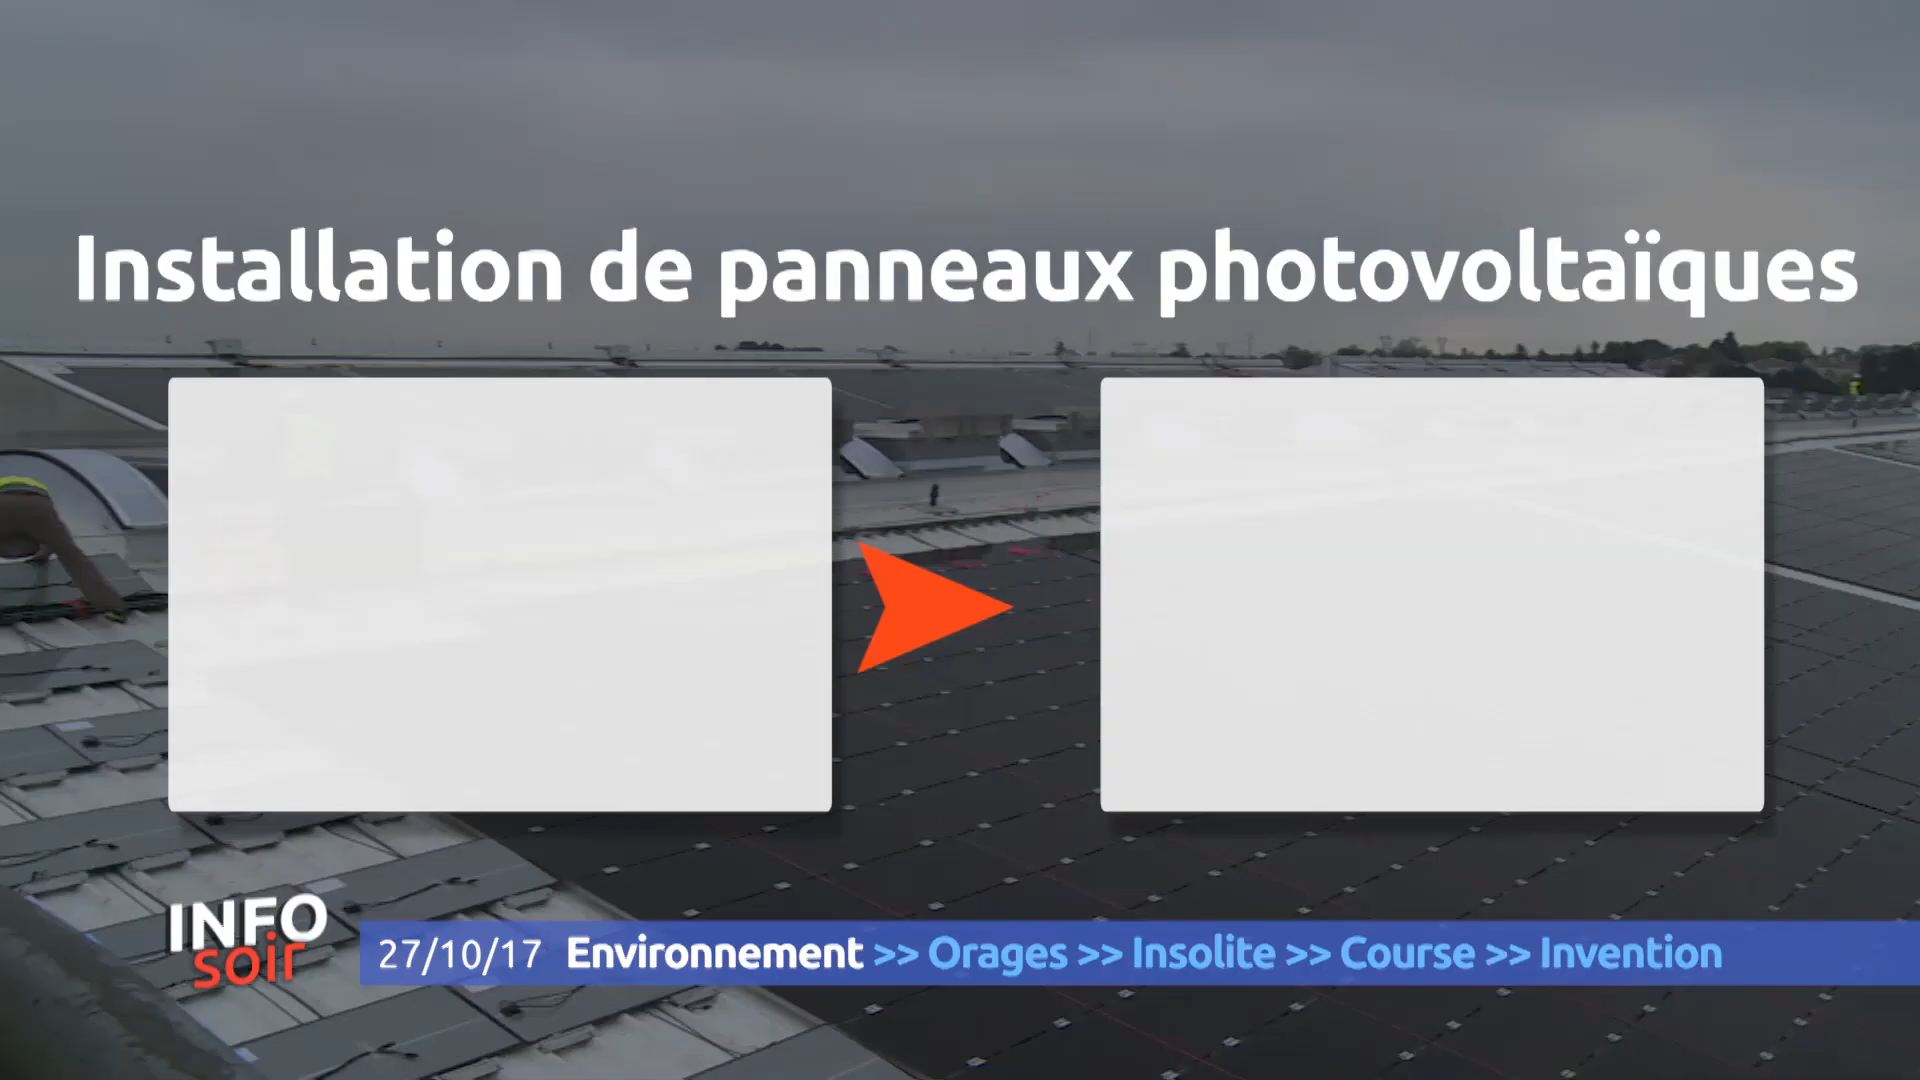 Installation de panneaux photovoltaïques
INFO
soir
27/10/17 Environnement >> Orages >> Insolite >> Course >> Invention